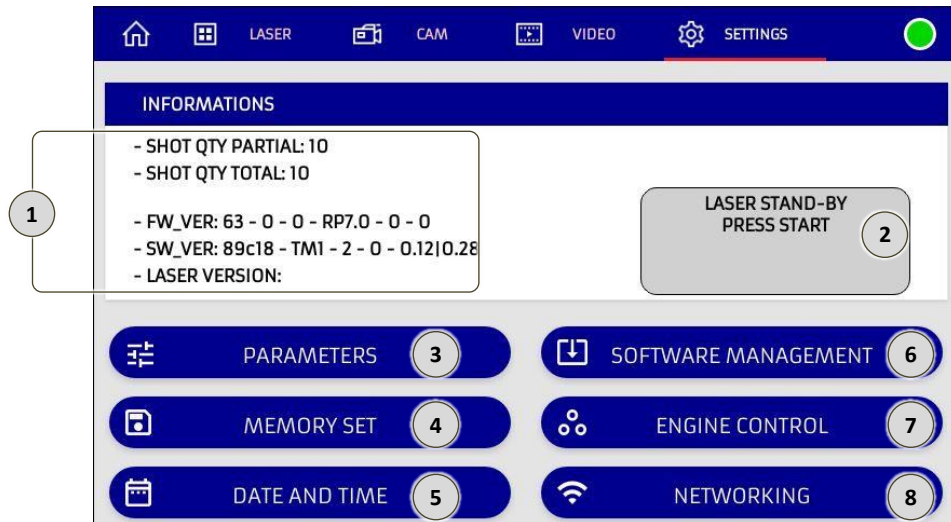 LASER CAM VIDEO SETTINGS
INFORMATIONS
- SHOT QTY PARTIAL: 10
- SHOT QTY TOTAL: 10
1
- FW_VER: 63 - 0 - 0 - RP7.0 - 0 - 0
- SW_VER: 89c18 - TM1 - 2 - 0 - 0.12|0.28
- LASER VERSION:
LASER STAND-BY
PRESS START
2
PARAMETERS 3
SOFTWARE MANAGEMENT 6
MEMORY SET 4
ENGINE CONTROL 7
DATE AND TIME 5
NETWORKING 8